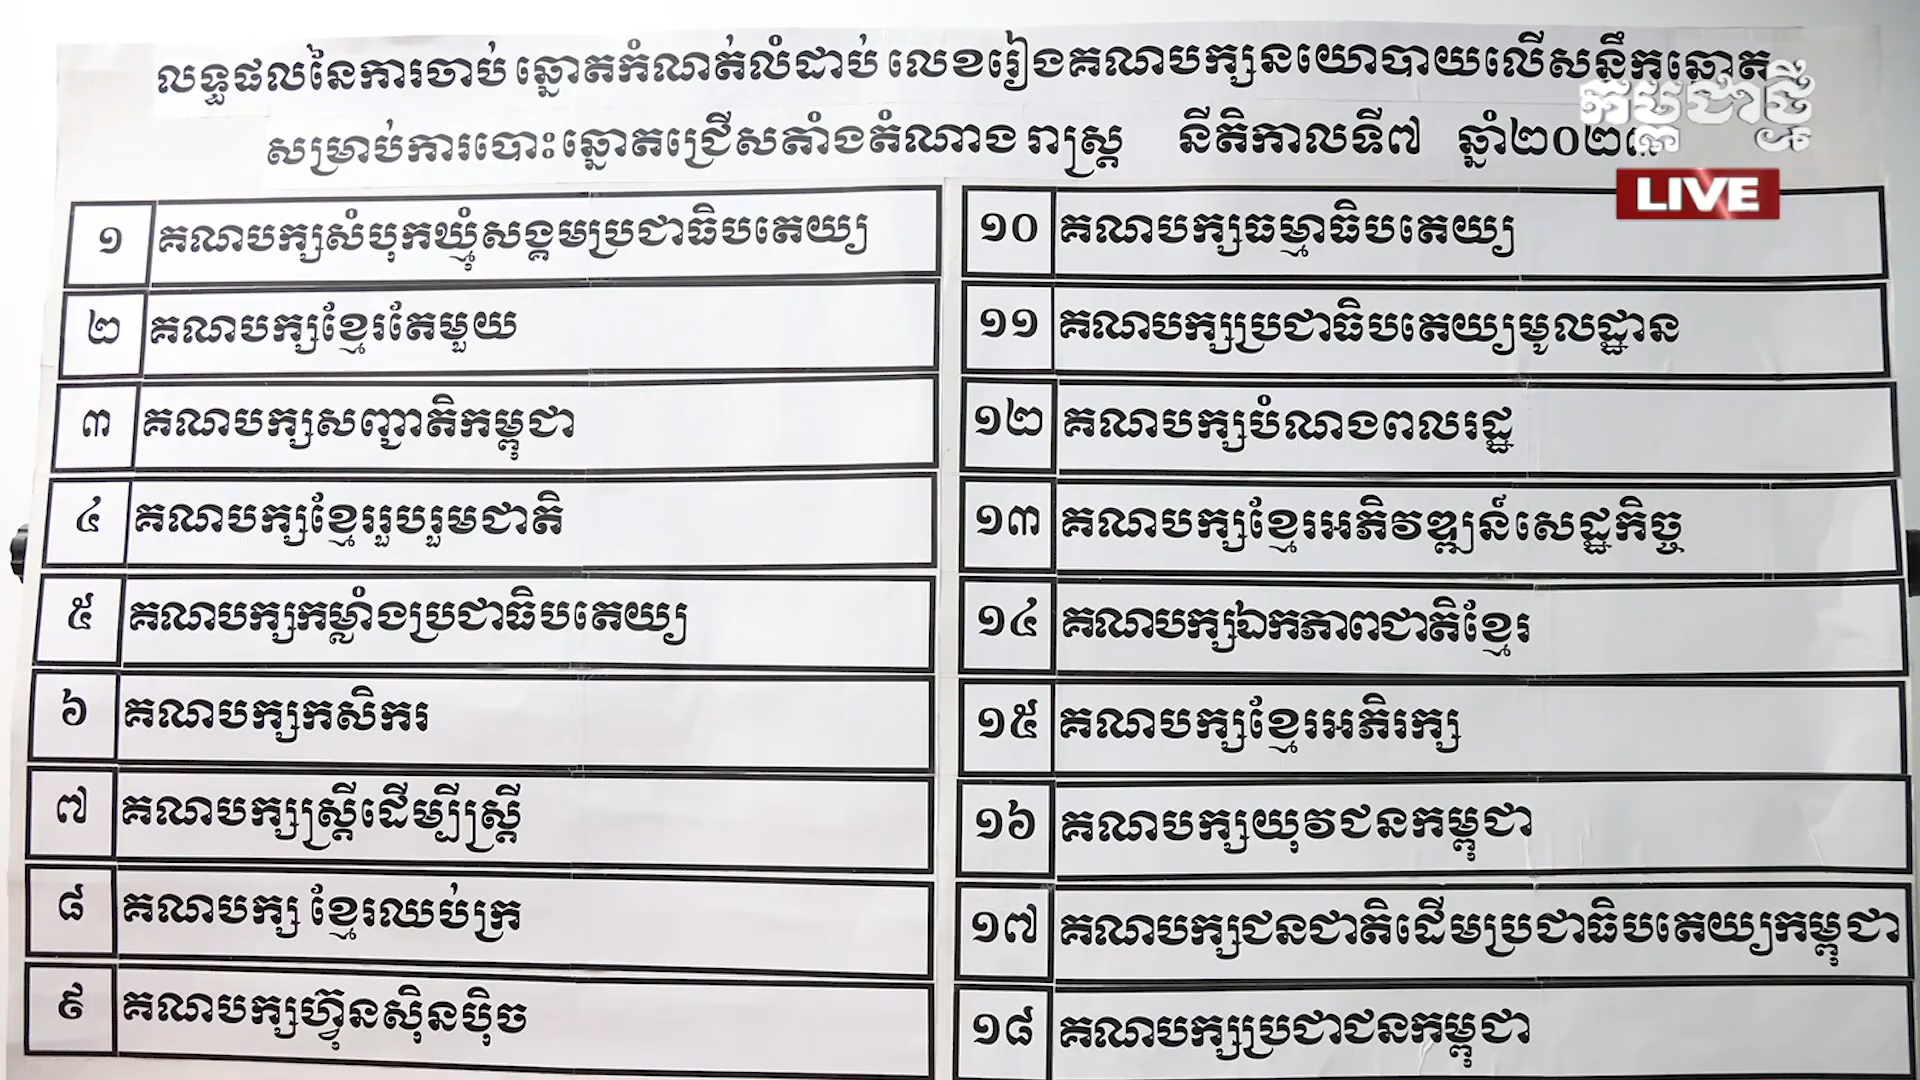 លទ្ធផលនៃការចាប់ ឆ្នោតកំណត់លំដាប់ លេខរៀងគណបក្សនយោបាយលើសន្លឹកឆ្នោត
សម្រាប់ការបោះឆ្នោតជ្រើសតាំងតំណាង រាស្ត្រ នីតិកាលទី៧ ឆ្នាំ២០២៣
កម្ពុជាថ្មី
LIVE
១ គណបក្សសំបុកឃ្មុំសង្គមប្រជាធិបតេយ្យ
២ គណបក្សខ្មែរតែមួយ
៣ គណបក្សសញ្ជាតិកម្ពុជា
៤ គណបក្សខ្មែររួបរួមជាតិ
៥ គណបក្សកម្លាំងប្រជាធិបតេយ្យ
៦ គណបក្សកសិករ
៧ គណបក្សស្ត្រីដើម្បីស្ត្រី
៨ គណបក្ស ខ្មែរឈប់ក្រ
៩ គណបក្សហ៊្វុនស៊ិនប៉ិច
១០ គណបក្សធម្មាធិបតេយ្យ
១១ គណបក្សប្រជាធិបតេយ្យមូលដ្ឋាន
១២ គណបក្សបំណងពលរដ្ឋ
១៣ គណបក្សខ្មែរអភិវឌ្ឍន៍សេដ្ឋកិច្ច
១៤ គណបក្សឯកភាពជាតិខ្មែរ
១៥ គណបក្សខ្មែរអភិរក្ស
១៦ គណបក្សយុវជនកម្ពុជា
១៧ គណបក្សជនជាតិដើមប្រជាធិបតេយ្យកម្ពុជា
១៨ គណបក្សប្រជាជនកម្ពុជា